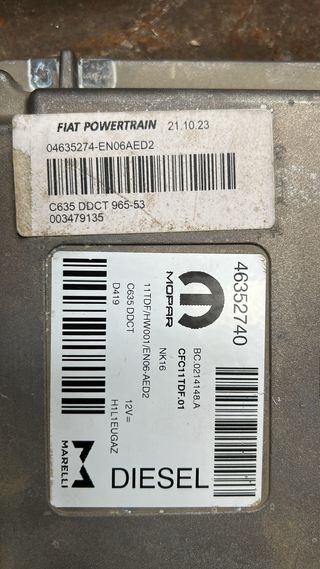 FIAT POWERTRAIN 21.10.23
04635274-EN06AED2
C635 DDCT 965-53
003479135
46352740
MOPAR
BC.0214148.A
CFC11TDF.01
NK16
11TDF/HW001/EN06-AED2
C635 DDCT 12V=
D419 H1L1EUGAZ
MARELLI
DIESEL